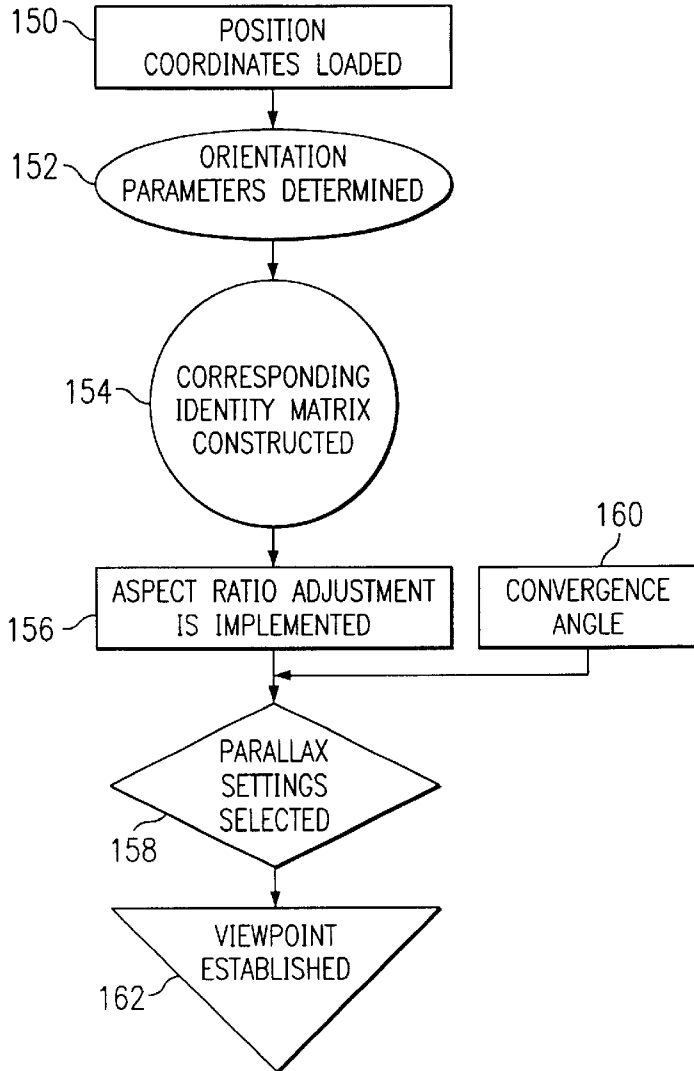 150
POSITION
COORDINATES LOADED
152
ORIENTATION
PARAMETERS DETERMINED
154
CORRESPONDING
IDENTITY MATRIX
CONSTRUCTED
156
ASPECT RATIO ADJUSTMENT
IS IMPLEMENTED
160
CONVERGENCE
ANGLE
PARALLAX
SETTINGS
SELECTED
158
VIEWPOINT
ESTABLISHED
162